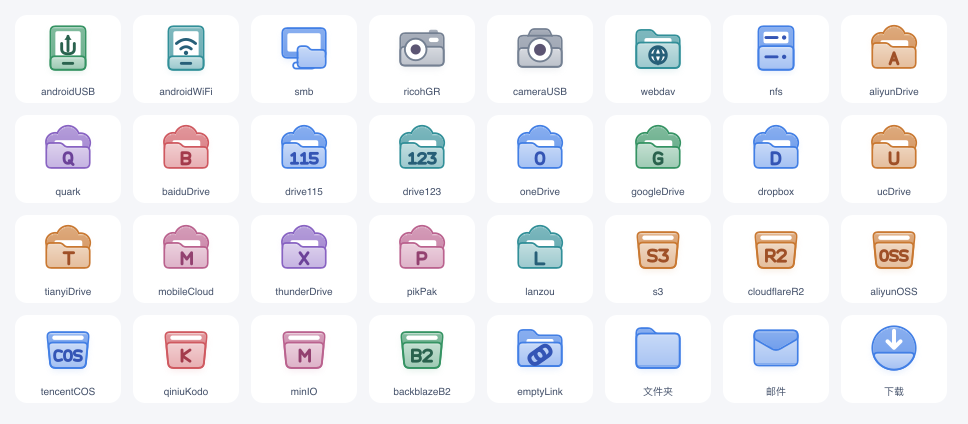 androidUSB androidWiFi smb ricohGR cameraUSB webdav nfs A aliyunDrive
Q quark B baiduDrive 115 drive115 123 drive123 O oneDrive G googleDrive D dropbox U ucDrive
T tianyiDrive M mobileCloud X thunderDrive P pikPak L lanzou S3 s3 R2 cloudflareR2 OSS aliyunOSS
COS tencentCOS K qiniuKodo M minIO B2 backblazeB2 emptyLink 文件夹 邮件 下载